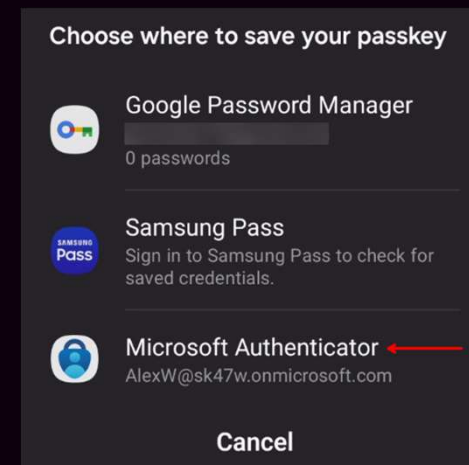 Choose where to save your passkey
Google Password Manager
0 passwords
SAMSUNG
Pass
Samsung Pass
Sign in to Samsung Pass to check for
saved credentials.
Microsoft Authenticator
AlexW@sk47w.onmicrosoft.com
Cancel